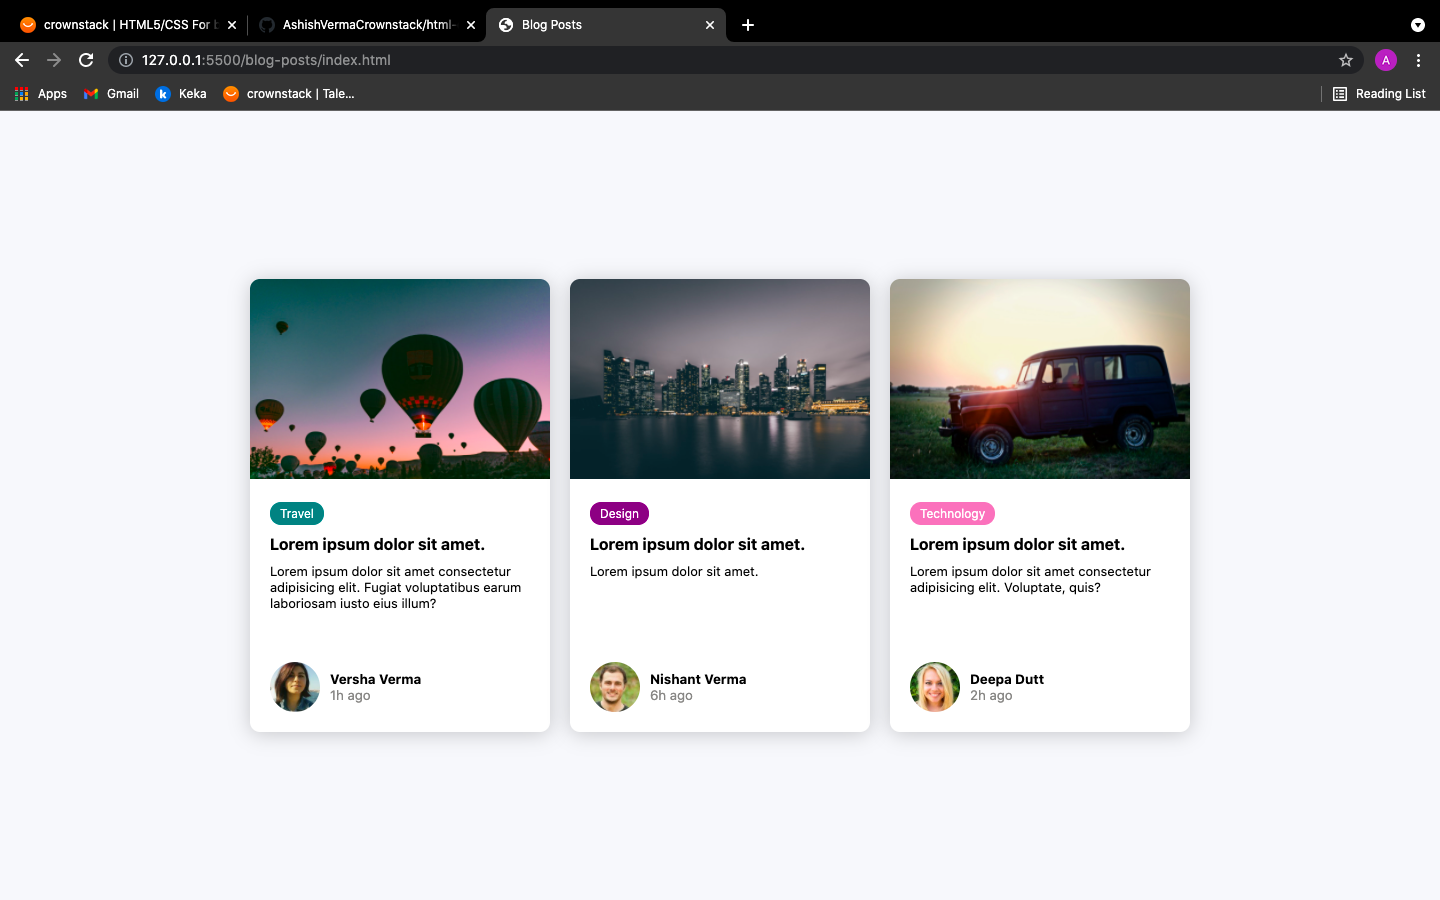 crownstack | HTML5/CSS For b
AshishVermaCrownstack/html-
Blog Posts
127.0.0.1:5500/blog-posts/index.html
A
Apps
Gmail
k Keka
crownstack | Tale...
Reading List
Travel
Lorem ipsum dolor sit amet.
Lorem ipsum dolor sit amet consectetur
adipisicing elit. Fugiat voluptatibus earum
laboriosam iusto eius illum?
Versha Verma
1h ago
Design
Lorem ipsum dolor sit amet.
Lorem ipsum dolor sit amet.
Nishant Verma
6h ago
Technology
Lorem ipsum dolor sit amet.
Lorem ipsum dolor sit amet consectetur
adipisicing elit. Voluptate, quis?
Deepa Dutt
2h ago